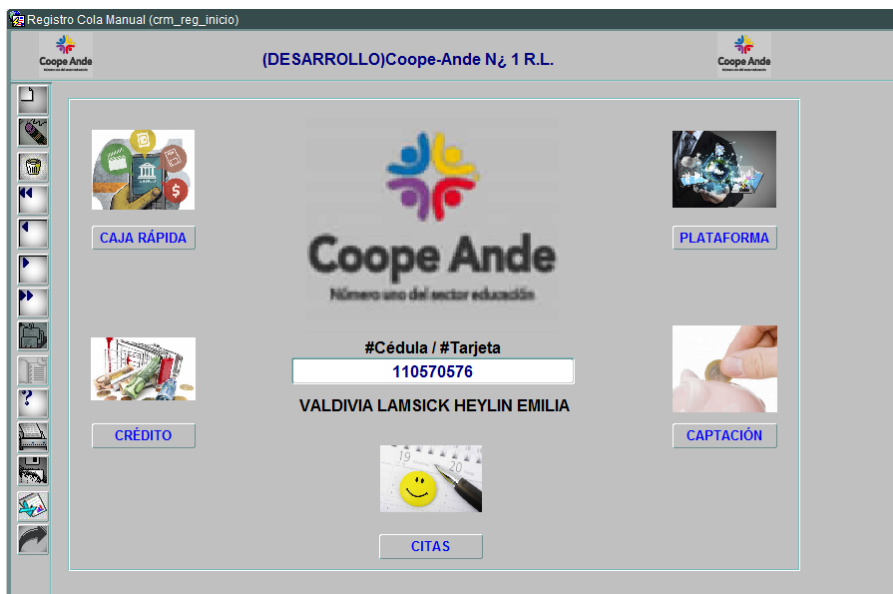 Registro Cola Manual (crm_reg_inicio)
Coope Ande
(DESARROLLO)Coope-Ande N¿ 1 R.L.
Coope Ande
CAJA RÁPIDA
PLATAFORMA
Coope Ande
Número uno del sector educación
#Cédula / #Tarjeta
110570576
VALDIVIA LAMSICK HEYLIN EMILIA
CRÉDITO
CAPTACIÓN
19
20
CITAS